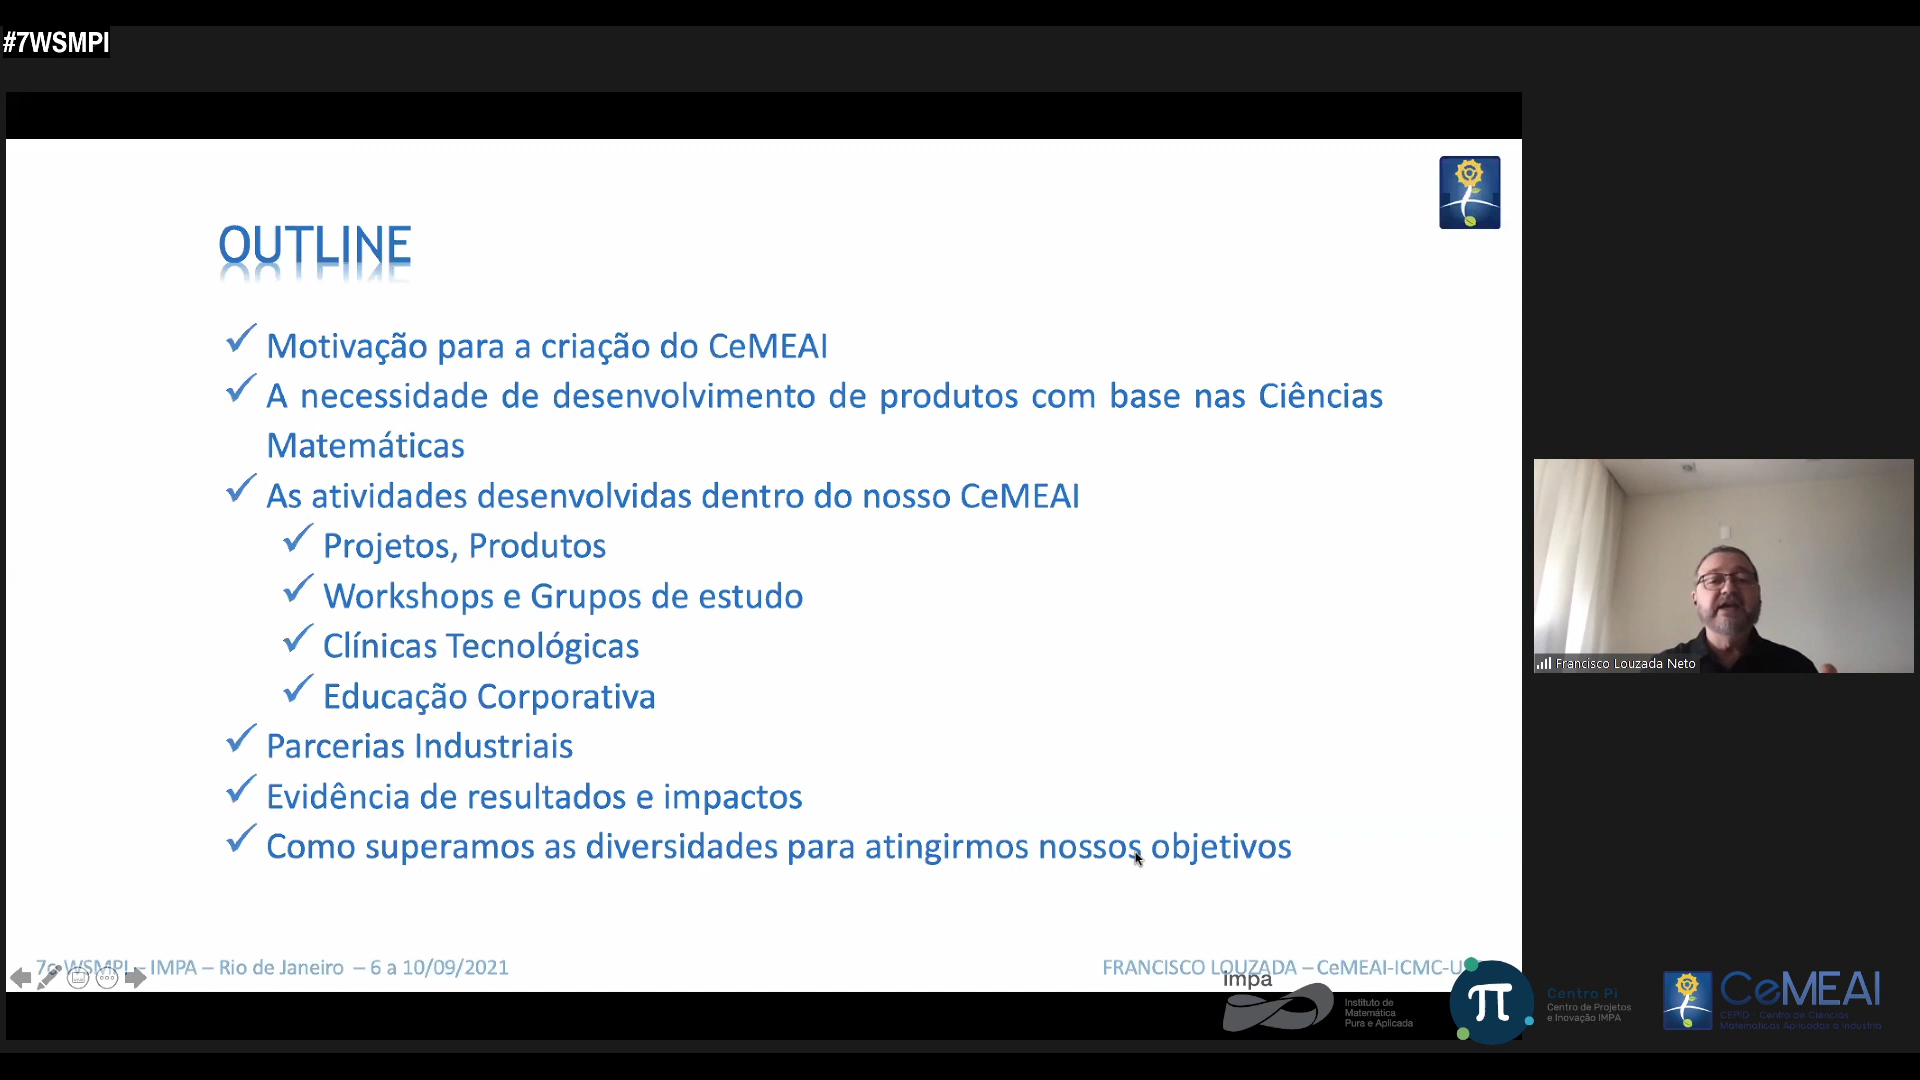 #7WSMPI
OUTLINE
✓ Motivação para a criação do CeMEAI
✓ A necessidade de desenvolvimento de produtos com base nas Ciências
Matemáticas
✓ As atividades desenvolvidas dentro do nosso CeMEAI
✓ Projetos, Produtos
✓ Workshops e Grupos de estudo
✓ Clínicas Tecnológicas
✓ Educação Corporativa
✓ Parcerias Industriais
✓ Evidência de resultados e impactos
✓ Como superamos as diversidades para atingirmos nossos objetivos
Francisco Louzada Neto
7o WSMPI – IMPA – Rio de Janeiro – 6 a 10/09/2021
FRANCISCO LOUZADA – CeMEAI-ICMC-U
impa
Instituto de
Matemática
Pura e Aplicada
π
Centro Pi
Centro de Projetos
e Inovação IMPA
CeMEAI
CEPID - Centro de Ciências
Matemáticas Aplicadas à Indústria